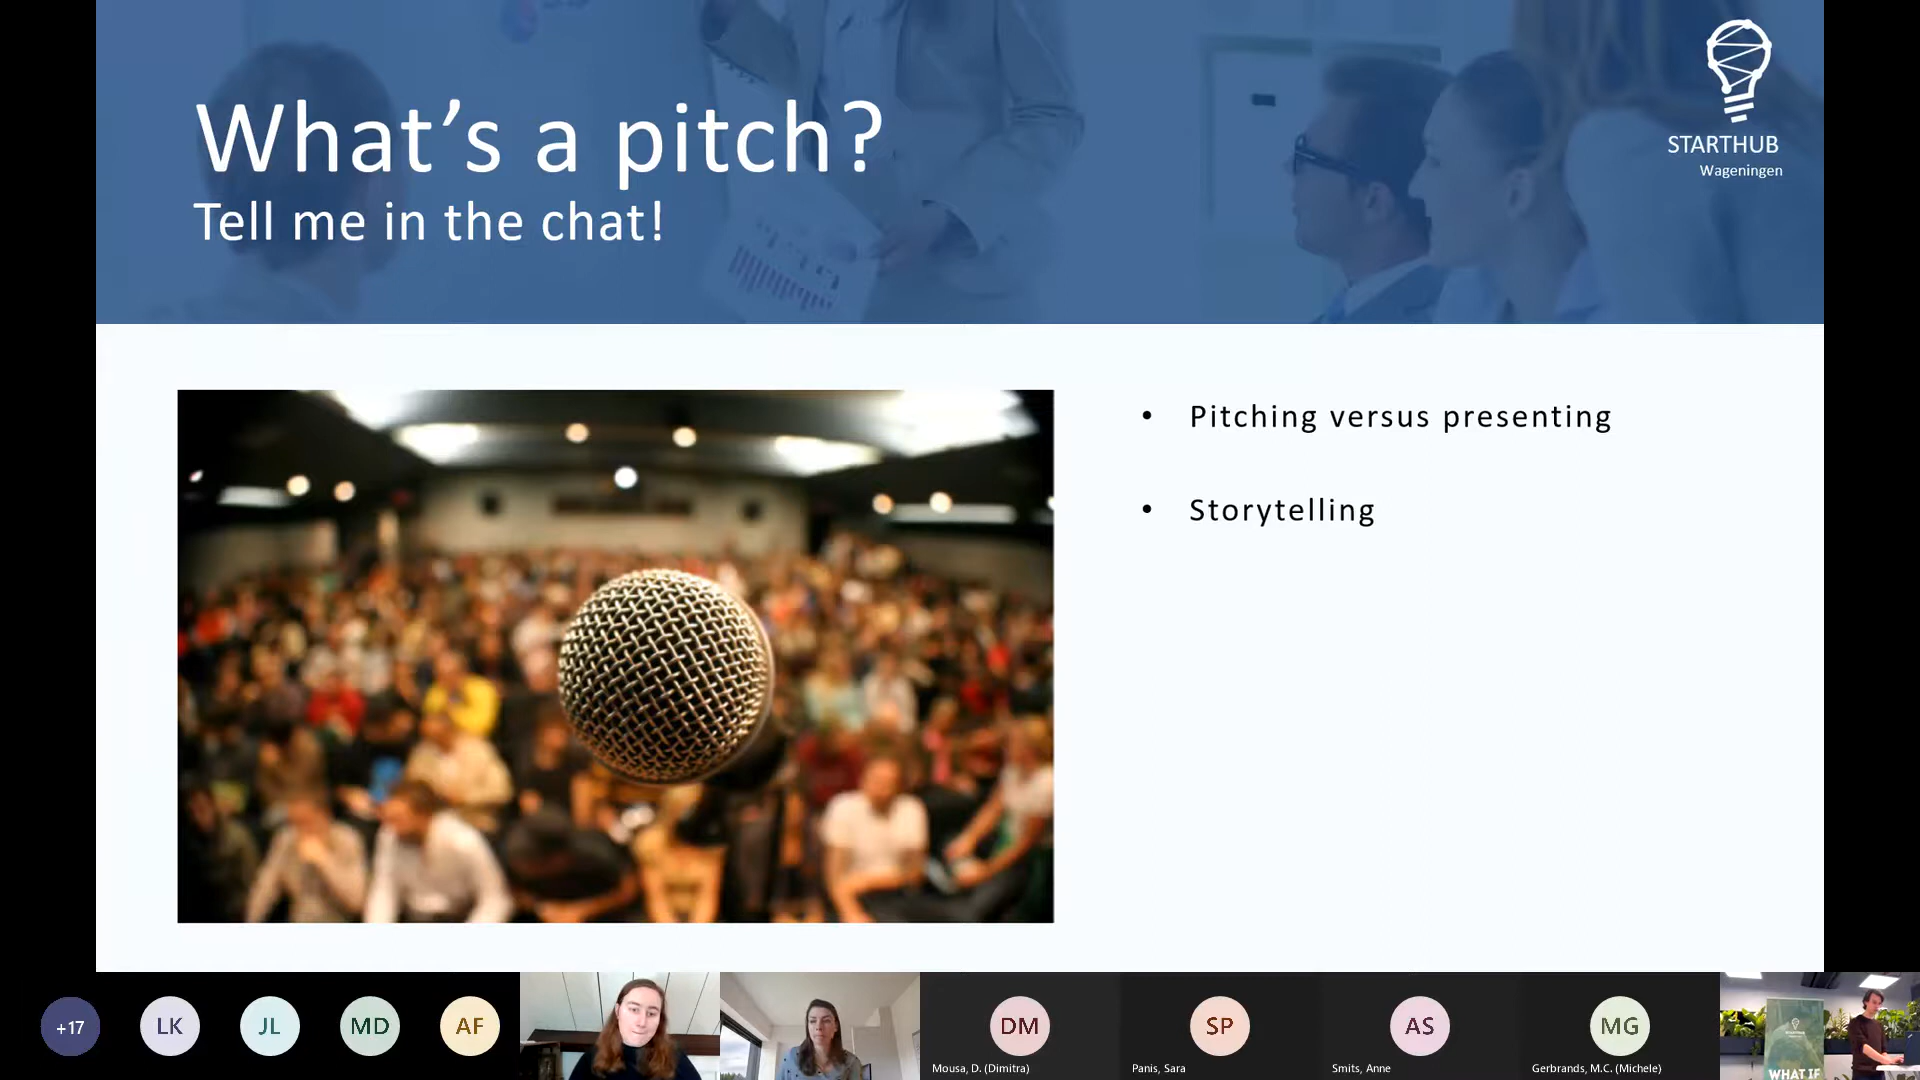 What's a pitch?
Tell me in the chat!
STARTHUB
Wageningen
• Pitching versus presenting
• Storytelling
+17
LK
JL
MD
AF
DM
Mousa, D. (Dimitra)
SP
Panis, Sara
AS
Smits, Anne
MG
Gerbrands, M.C. (Michele)
WHAT IF